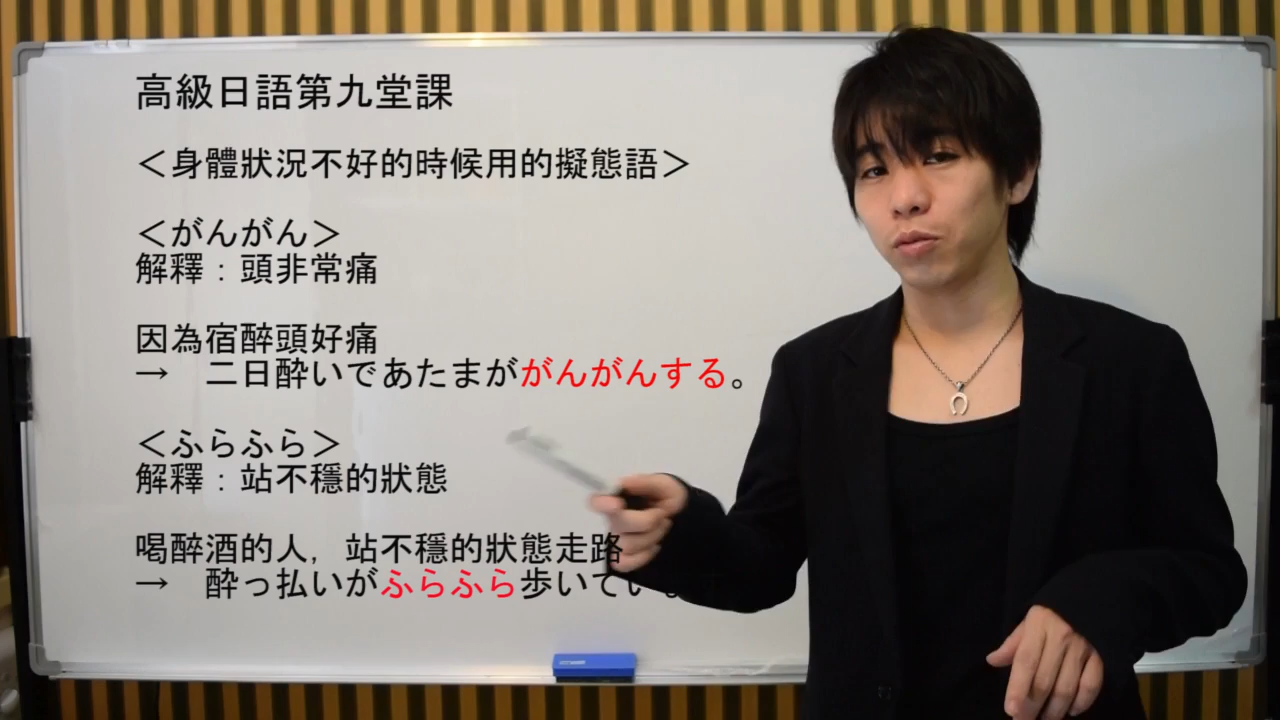 高級日語第九堂課
＜身體狀況不好的時候用的擬態語＞
＜がんがん＞
解釋：頭非常痛
因為宿醉頭好痛
→　二日酔いであたまががんがんする。
＜ふらふら＞
解釋：站不穩的狀態
喝醉酒的人，站不穩的狀態走路
→　酔っ払いがふらふら歩いてい